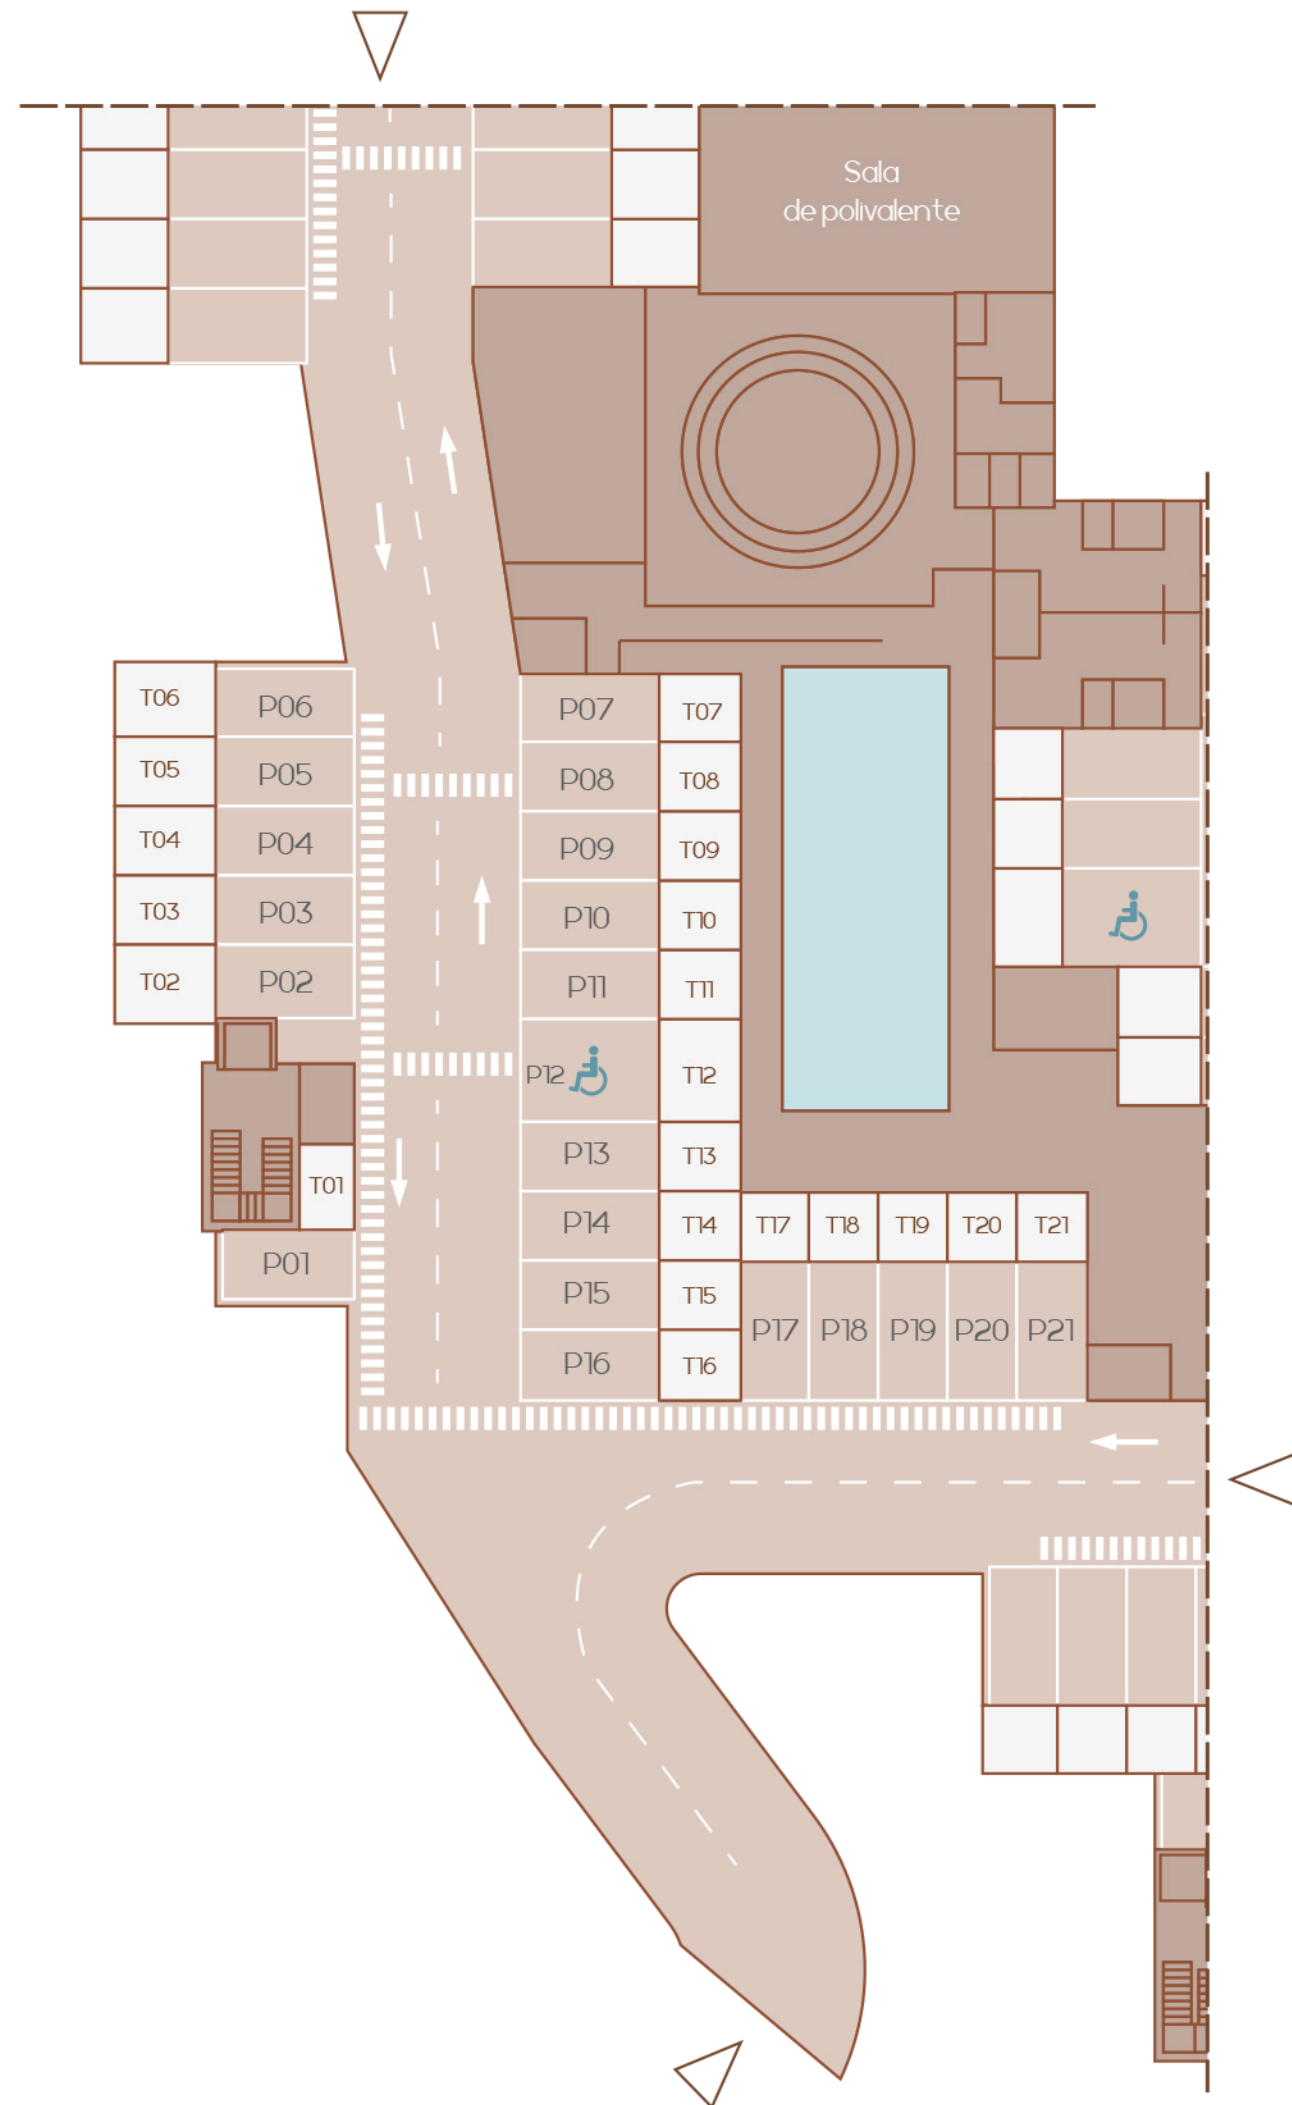 Sala
de polivalente
T06 P06 P07 T07
T05 P05 P08 T08
T04 P04 P09 T09
T03 P03 P10 T10
T02 P02 P11 T11
P12 T12
T01 P13 T13
P01 P14 T14 T17 T18 T19 T20 T21
P15 T15
P17 P18 P19 P20 P21
P16 T16